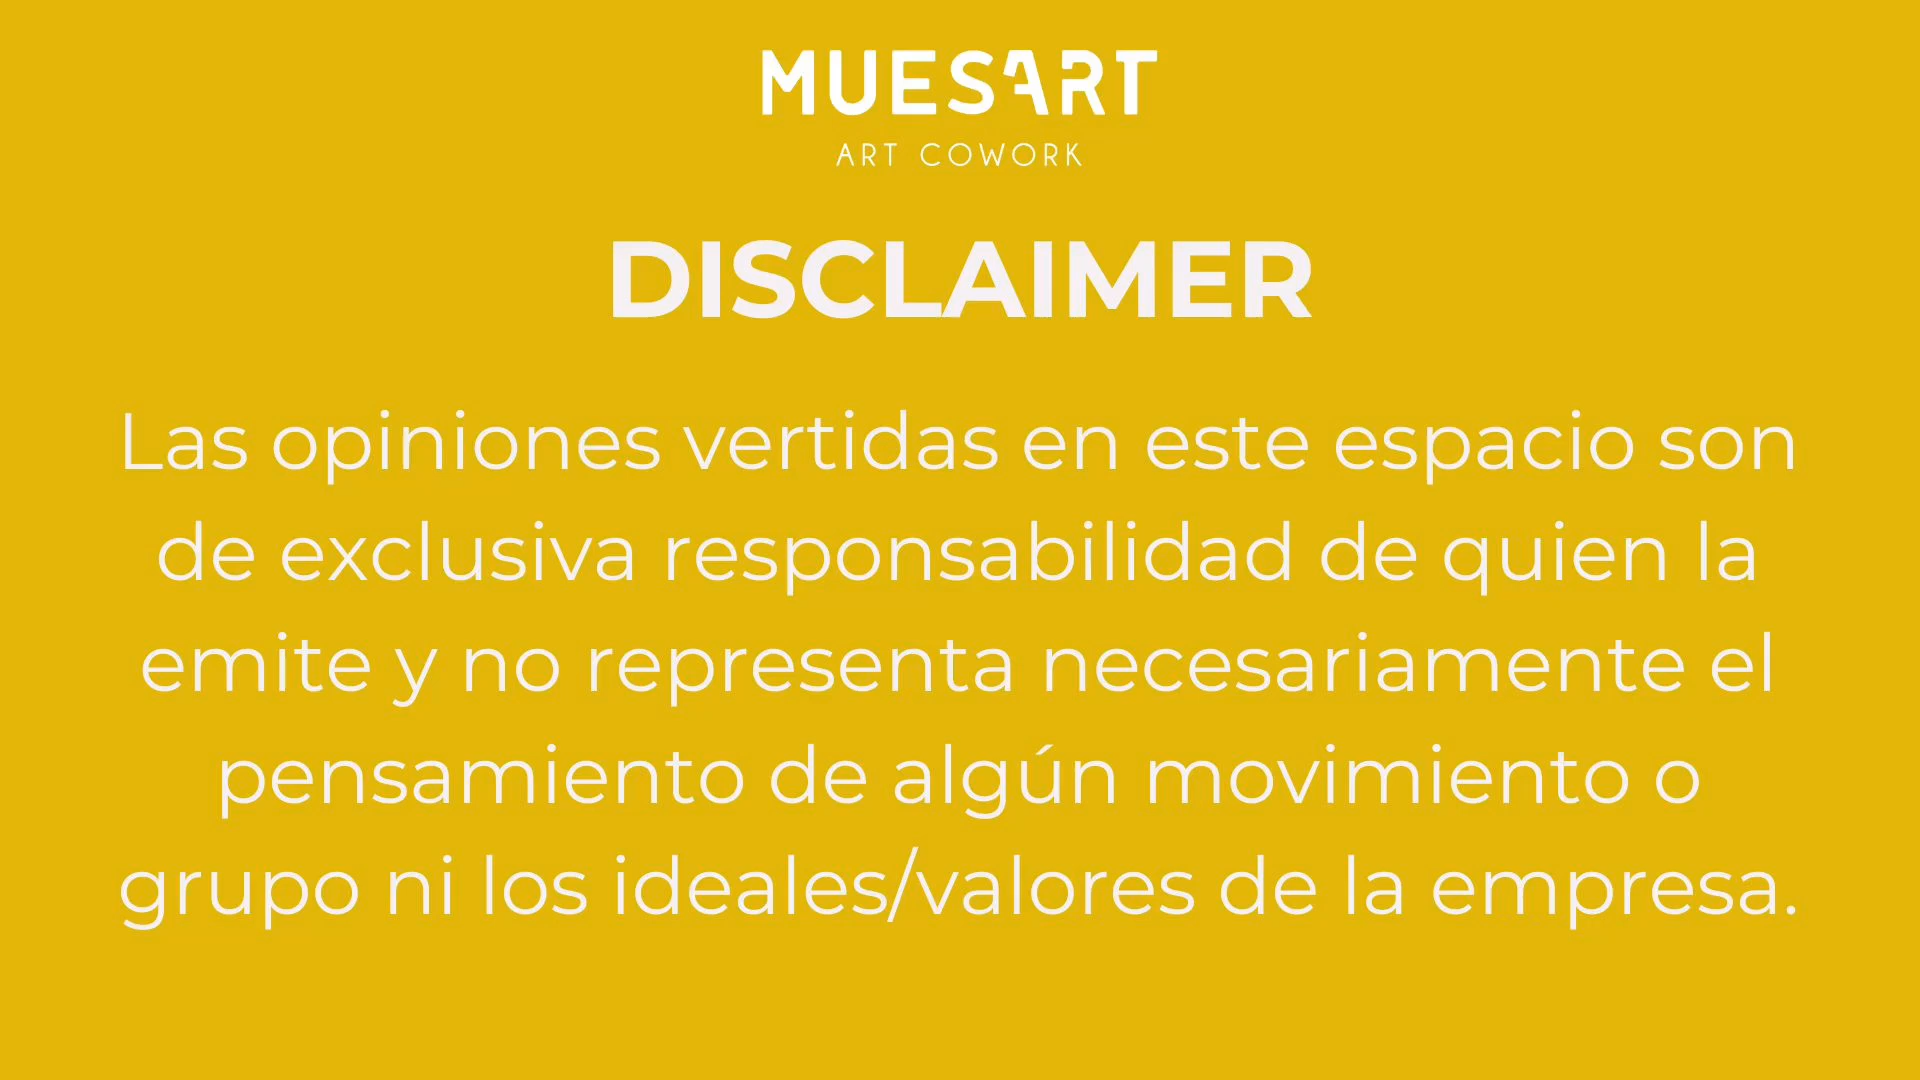 MUESART
ART COWORK
DISCLAIMER
Las opiniones vertidas en este espacio son
de exclusiva responsabilidad de quien la
emite y no representa necesariamente el
pensamiento de algún movimiento o
grupo ni los ideales/valores de la empresa.